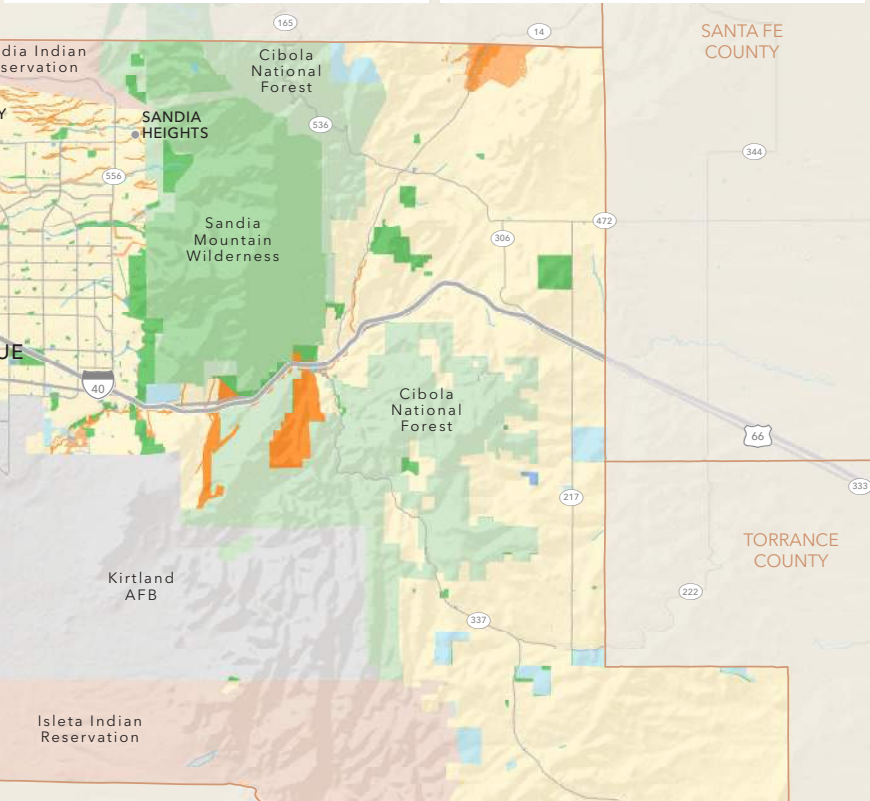 165
14
SANTA FE
COUNTY
dia Indian
servation
Cibola
National
Forest
Y
SANDIA
HEIGHTS
536
344
556
472
306
Sandia
Mountain
Wilderness
UE
40
Cibola
National
Forest
66
333
217
TORRANCE
COUNTY
Kirtland
AFB
222
337
Isleta Indian
Reservation